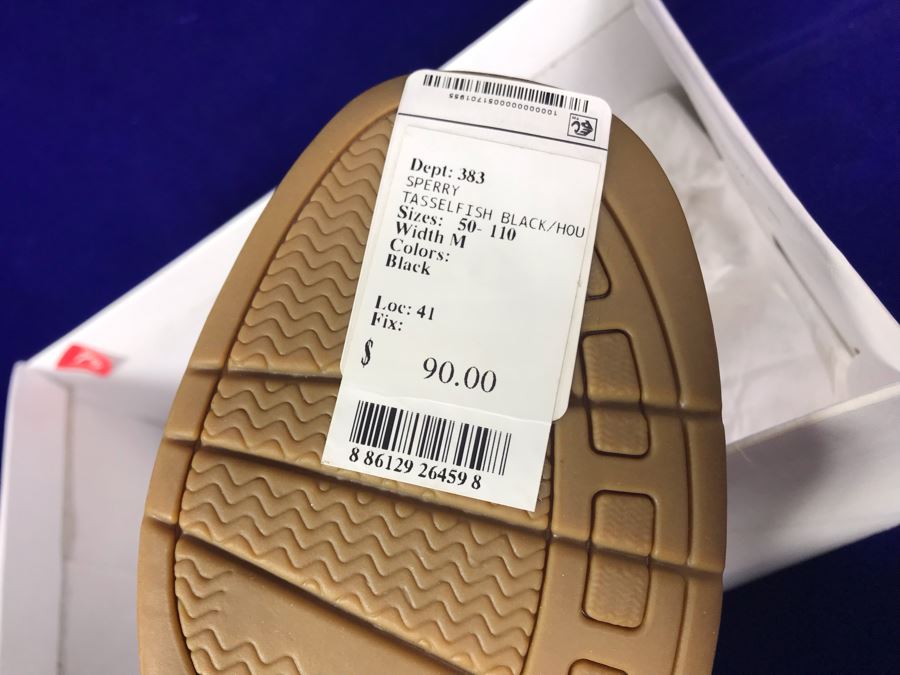 1000000000051701955
Dept: 383
SPERRY
TASSELFISH BLACK/HOU
Sizes: 50- 110
Width M
Colors:
Black
Loc: 41
Fix:
$ 90.00
8 86129 26459 8